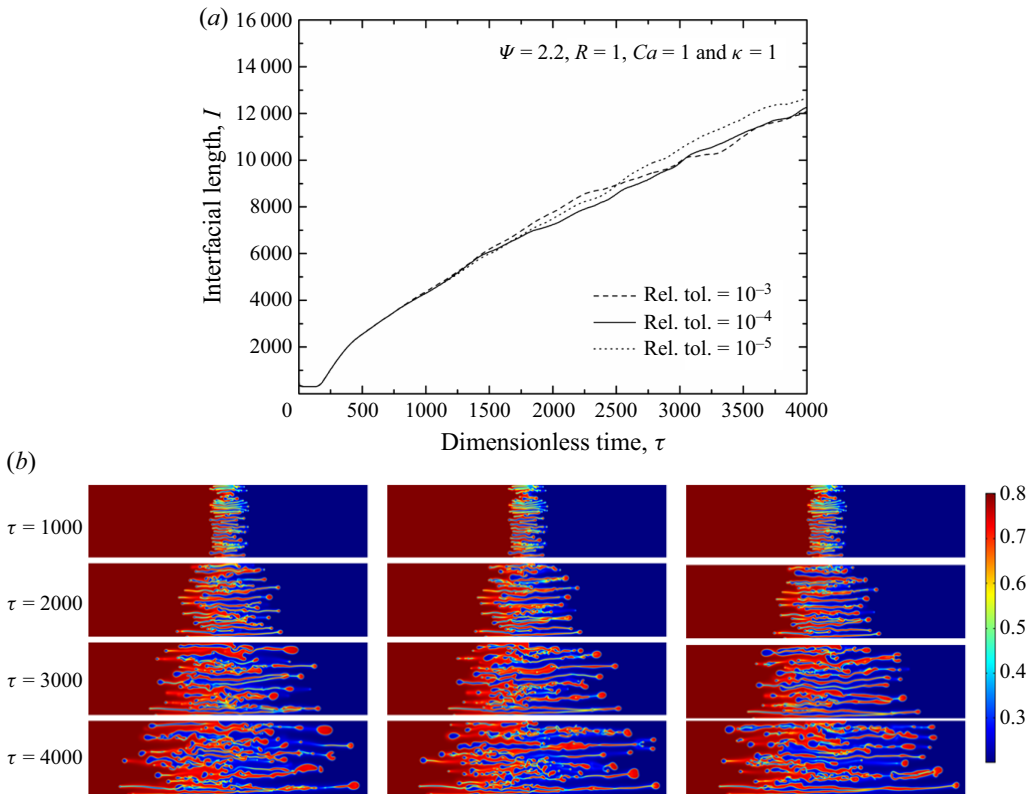 (a)
16 000
14 000
12 000
10 000
8000
6000
4000
2000
0 500 1000 1500 2000 2500 3000 3500 4000
Interfacial length, I
Dimensionless time, τ
Ψ = 2.2, R = 1, Ca = 1 and κ = 1
Rel. tol. = 10⁻³
Rel. tol. = 10⁻⁴
Rel. tol. = 10⁻⁵
(b)
τ = 1000
τ = 2000
τ = 3000
τ = 4000
0.8
0.7
0.6
0.5
0.4
0.3